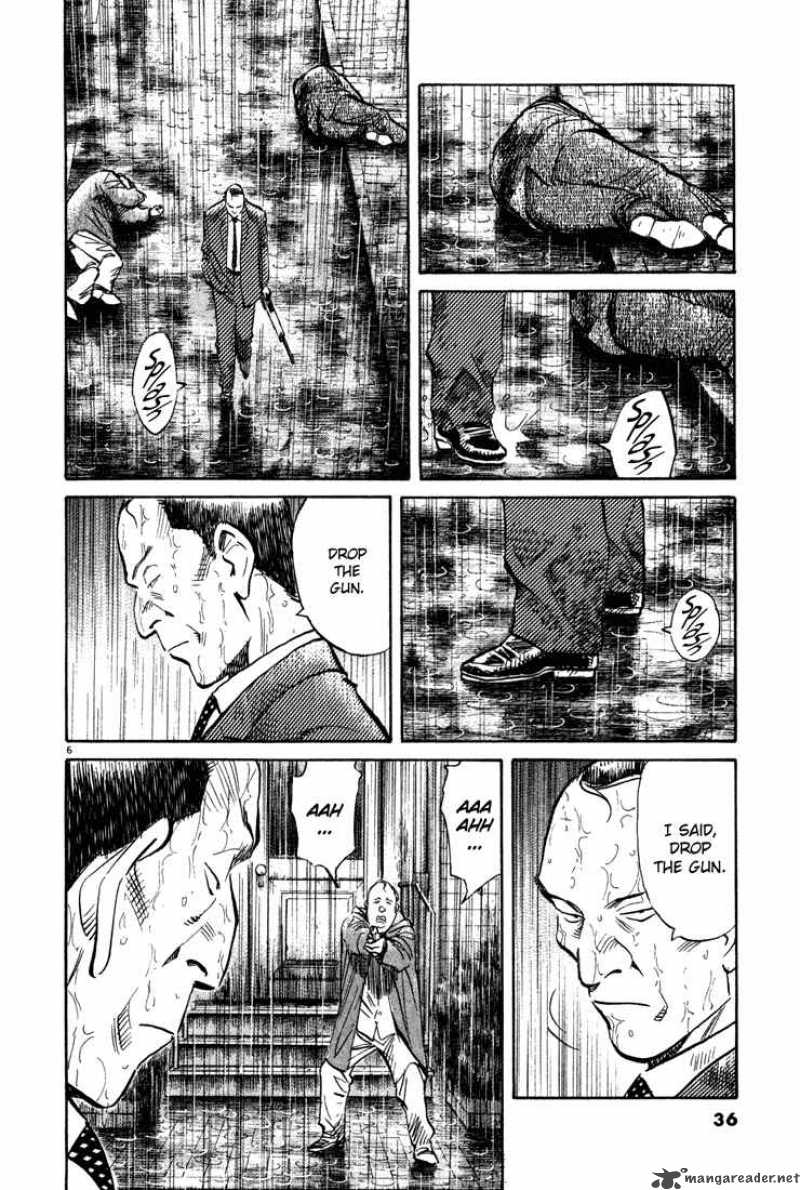 Splash
Splash
DROP
THE
GUN.
Splash
6
AAH
...
AAA
AHH
...
I SAID,
DROP
THE GUN.
36
mangareader.net